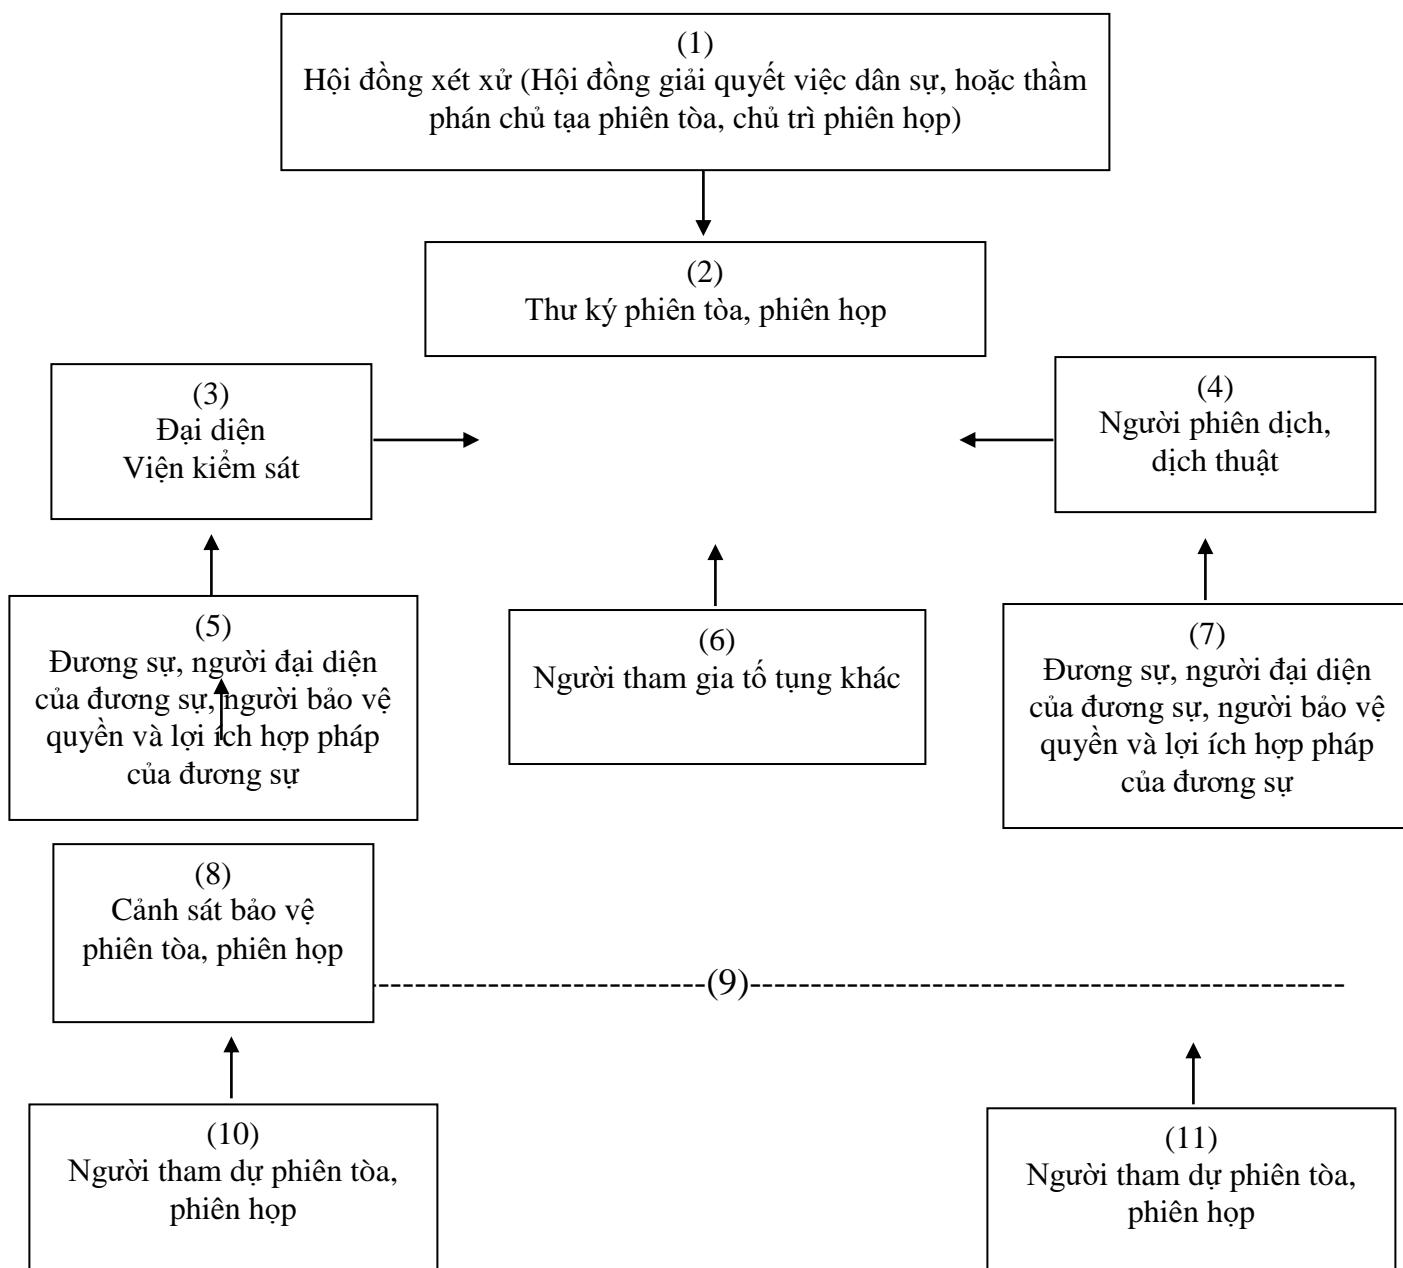 (1)
Hội đồng xét xử (Hội đồng giải quyết việc dân sự, hoặc thầm
phán chủ tạa phiên tòa, chủ trì phiên họp)
(2)
Thư ký phiên tòa, phiên họp
(3)
Đại diện
Viện kiểm sát
(4)
Người phiên dịch,
dịch thuật
(5)
Đương sự, người đại diện
của đương sự, người bảo vệ
quyền và lợi ích hợp pháp
của đương sự
(6)
Người tham gia tố tụng khác
(7)
Đương sự, người đại diện
của đương sự, người bảo vệ
quyền và lợi ích hợp pháp
của đương sự
(8)
Cảnh sát bảo vệ
phiên tòa, phiên họp
(9)
(10)
Người tham dự phiên tòa,
phiên họp
(11)
Người tham dự phiên tòa,
phiên họp